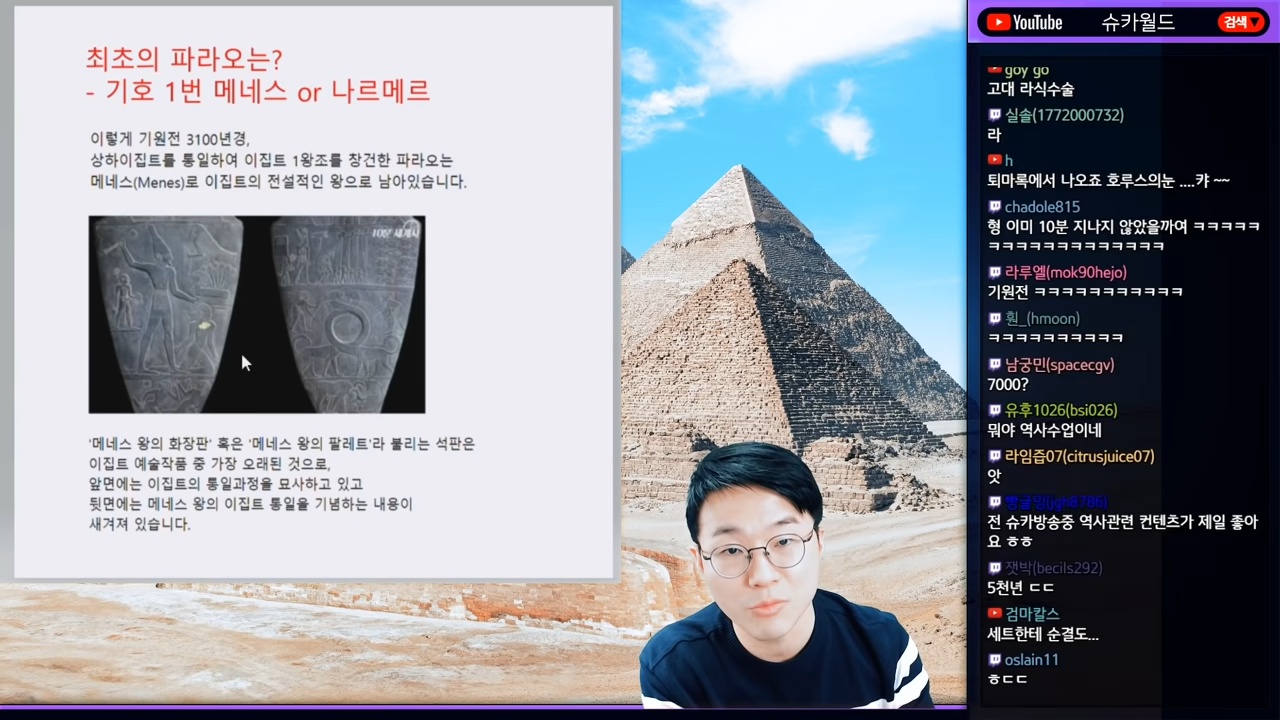 최초의 파라오는?
- 기호 1번 메네스 or 나르메르
이렇게 기원전 3100년경,
상하이집트를 통일하여 이집트 1왕조를 창건한 파라오는
메네스(Menes)로 이집트의 전설적인 왕으로 남아있습니다.
10분 세계사
'메네스 왕의 화장판' 혹은 '메네스 왕의 팔레트'라 불리는 석판은
이집트 예술작품 중 가장 오래된 것으로,
앞면에는 이집트의 통일과정을 묘사하고 있고
뒷면에는 메네스 왕의 이집트 통일을 기념하는 내용이
새겨져 있습니다.
YouTube 슈카월드 검색
goy go
고대 라식수술
실솔(1772000732)
라
h
퇴마록에서 나오죠 호루스의눈 ....캬 ~~
chadole815
형 이미 10분 지나지 않았을까여 ㅋㅋㅋㅋㅋ
ㅋㅋㅋㅋㅋㅋㅋㅋㅋㅋㅋㅋㅋ
라루엘(mok90hejo)
기원전 ㅋㅋㅋㅋㅋㅋㅋㅋㅋㅋㅋ
훤_(hmoon)
ㅋㅋㅋㅋㅋㅋㅋㅋㅋㅋ
남궁민(spacecgv)
7000?
유후1026(bsi026)
뭐야 역사수업이네
라임즙07(citrusjuice07)
앗
(jgh8786)
전 슈카방송중 역사관련 컨텐츠가 제일 좋아
요 ㅎㅎ
잿박(becils292)
5천년 ㄷㄷ
검마칼스
세트한테 순결도...
oslain11
ㅎㄷㄷ